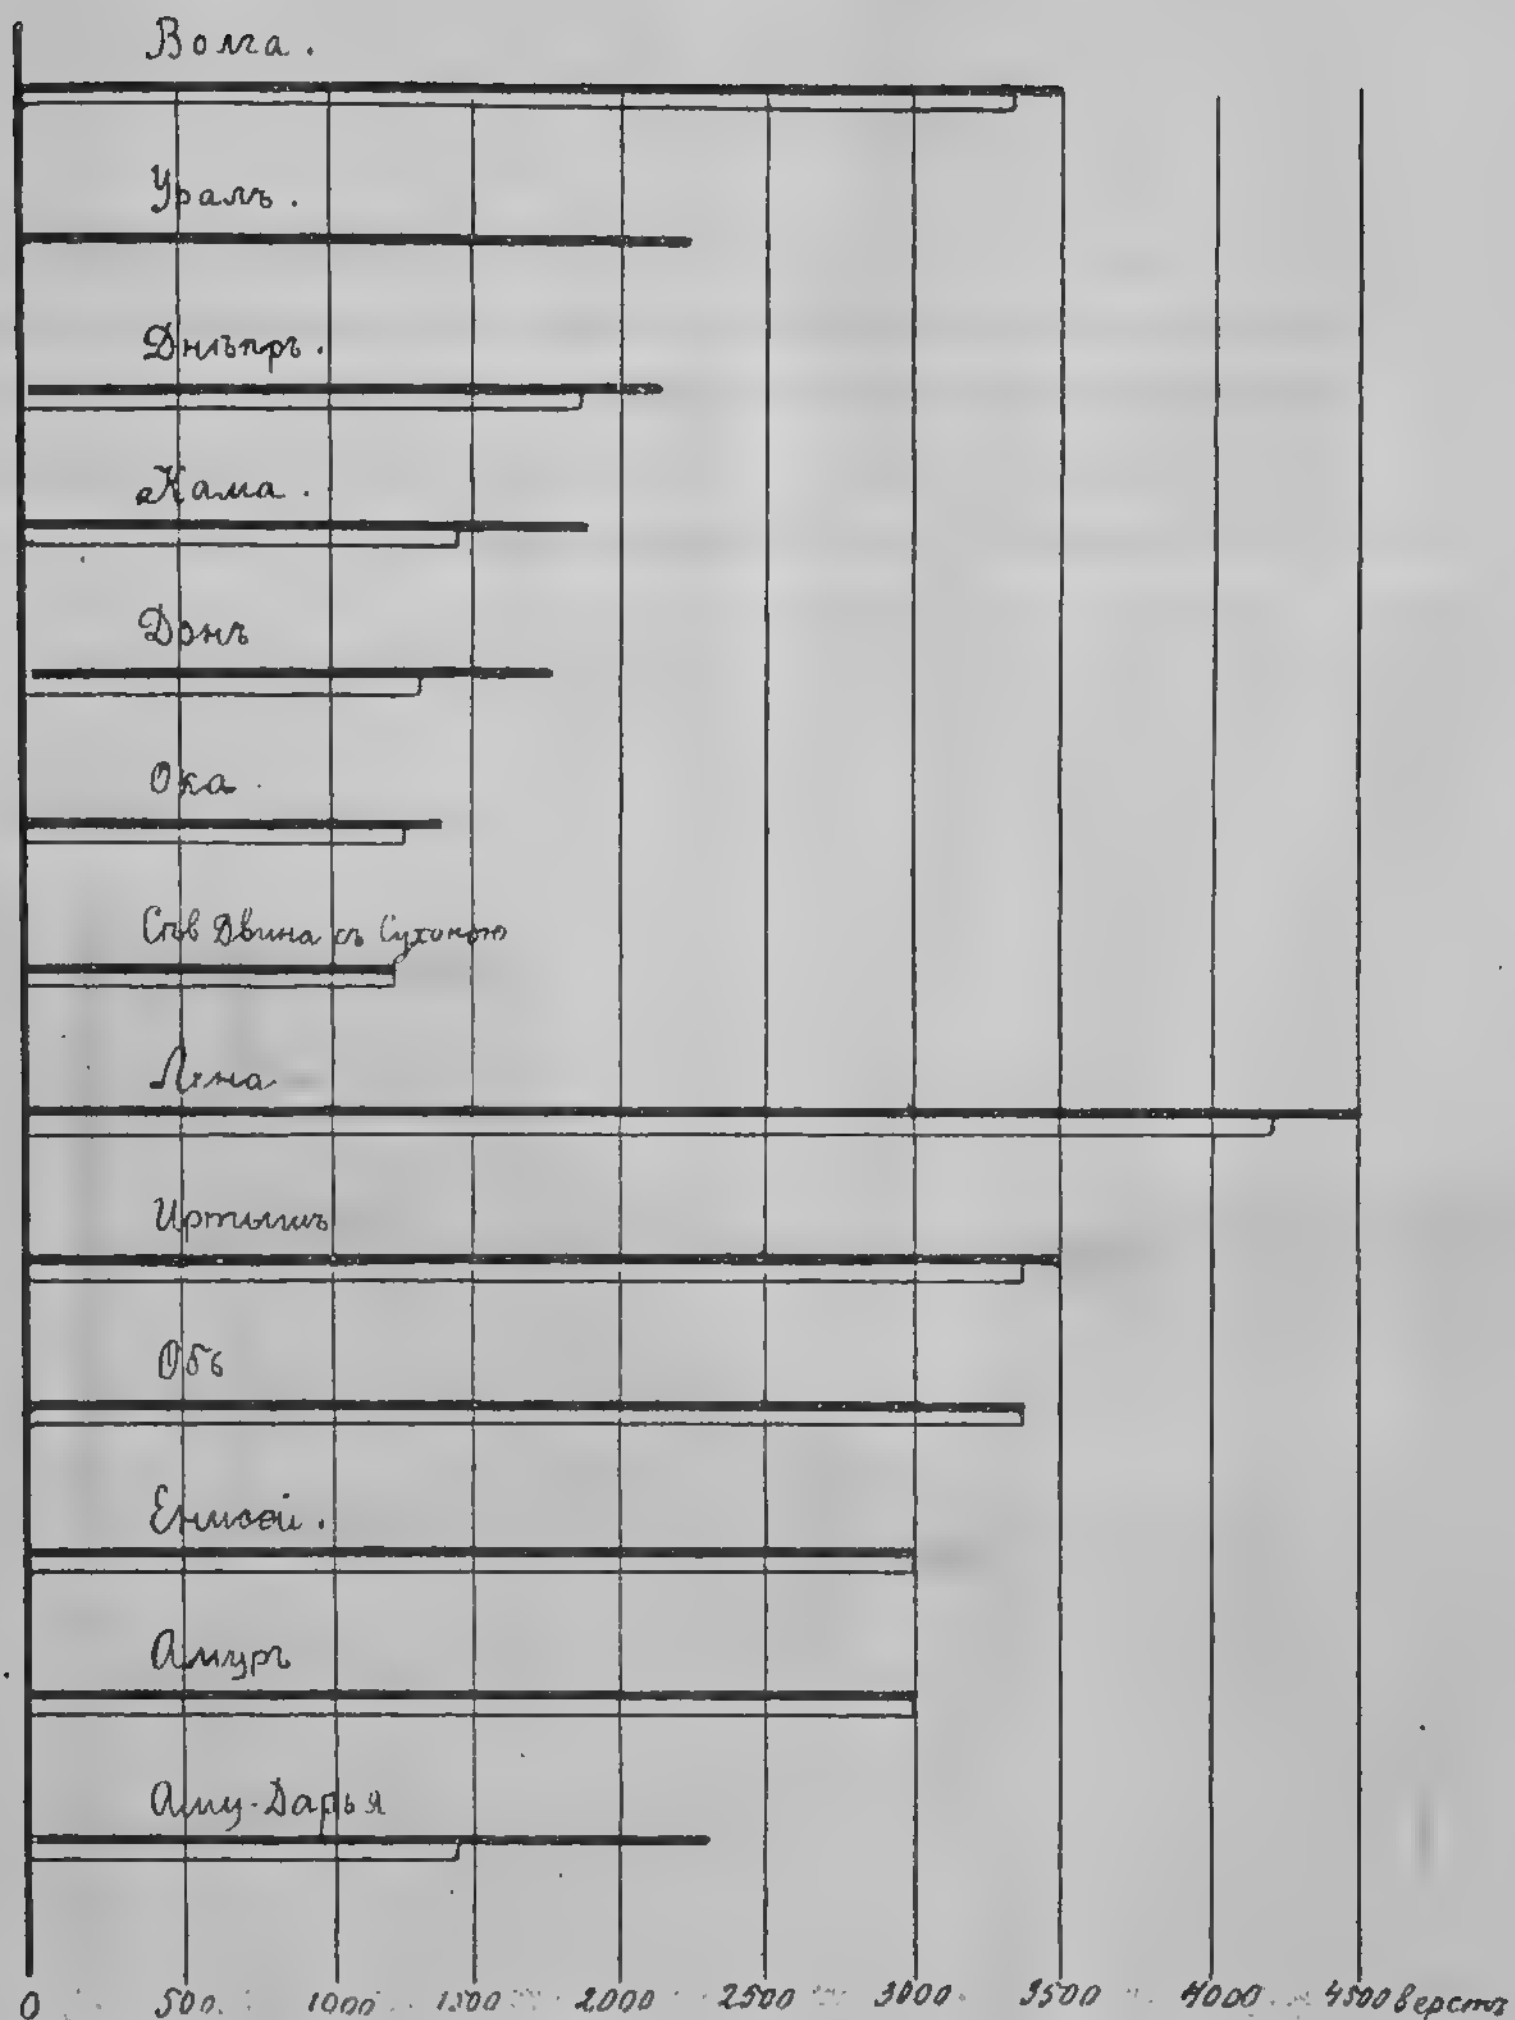 Волга.
Уралъ.
Днѣпръ.
Кама.
Донъ
Ока.
Сѣв Двина съ Сухоною
Лена
Иртышъ
Обь
Енисей.
Амуръ
Аму-Дарья
0 500 1000 1500 2000 2500 3000 3500 4000 4500 верстъ